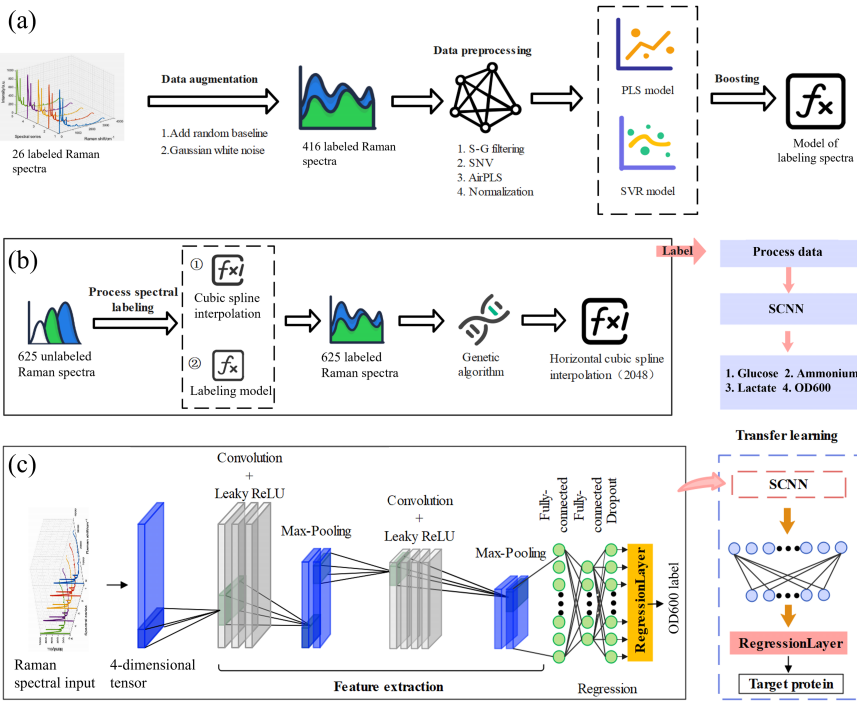 (a)
Data augmentation
1.Add random baseline
2.Gaussian white noise
26 labeled Raman
spectra
416 labeled Raman
spectra
Data preprocessing
1. S-G filtering
2. SNV
3. AirPLS
4. Normalization
PLS model
SVR model
Boosting
fx
Model of
labeling spectra
(b)
625 unlabeled
Raman spectra
Process spectral
labeling
①
fx!
Cubic spline
interpolation
②
fx
Labeling model
625 labeled
Raman spectra
Genetic
algorithm
fx!
Horizontal cubic spline
interpolation（2048）
Label
Process data
SCNN
1. Glucose 2. Ammonium
3. Lactate 4. OD600
(c)
Raman
spectral input
4-dimensional
tensor
Convolution
+
Leaky ReLU
Max-Pooling
Convolution
+
Leaky ReLU
Max-Pooling
Feature extraction
Fully-
connected
Fully-
connected
Dropout
RegressionLayer
OD600 label
Regression
Transfer learning
SCNN
RegressionLayer
Target protein